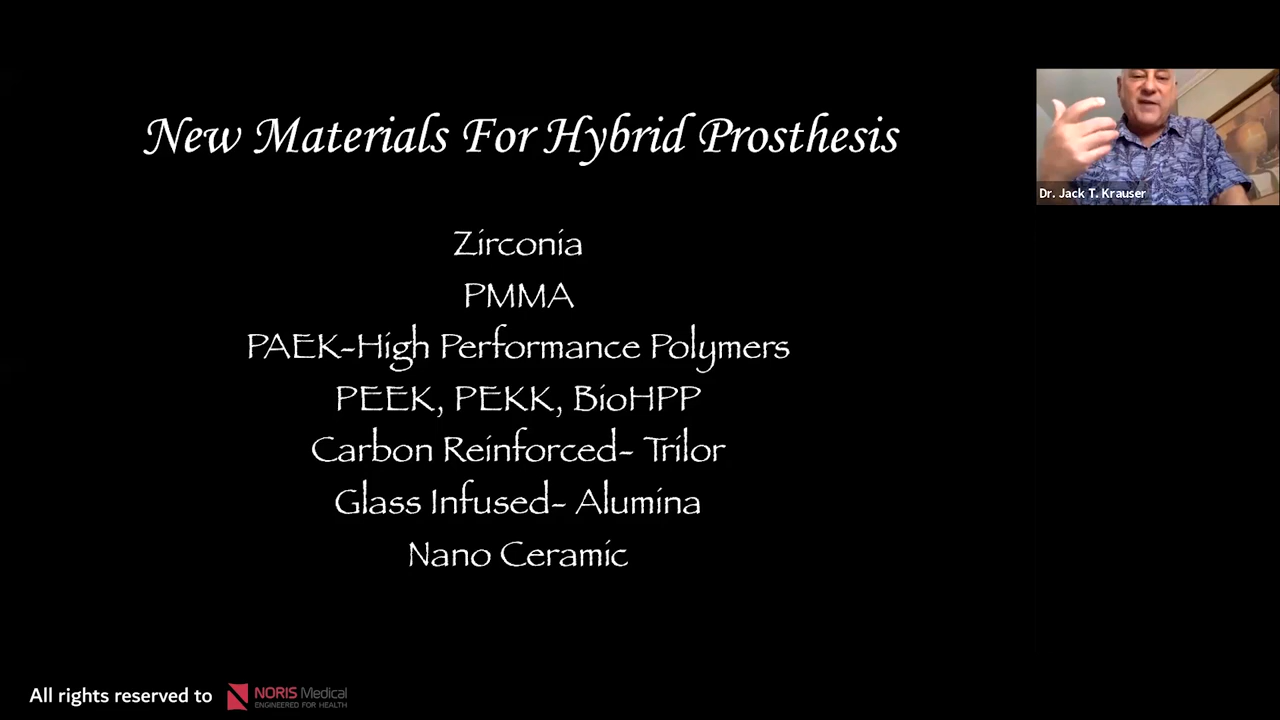 New Materials For Hybrid Prosthesis
Zirconia
PMMA
PAEK-High Performance Polymers
PEEK, PEKK, BioHPP
Carbon Reinforced- Trilor
Glass Infused- Alumina
Nano Ceramic
Dr. Jack T. Krauser
All rights reserved to
NORIS Medical
ENGINEERED FOR HEALTH